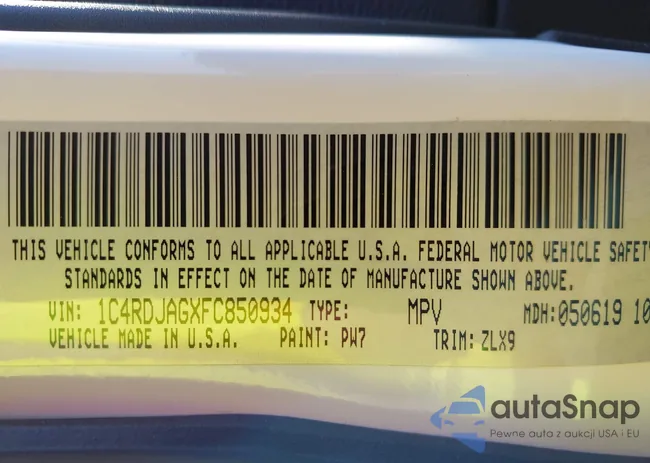 THIS VEHICLE CONFORMS TO ALL APPLICABLE U.S.A. FEDERAL MOTOR VEHICLE SAFETY
STANDARDS IN EFFECT ON THE DATE OF MANUFACTURE SHOWN ABOVE.
VIN: 1C4RDJAGXFC850934 TYPE: MPV MDH: 050619 10
VEHICLE MADE IN U.S.A. PAINT: PW7 TRIM: ZLX9
autaSnap
Pewne auta z aukcji USA i EU